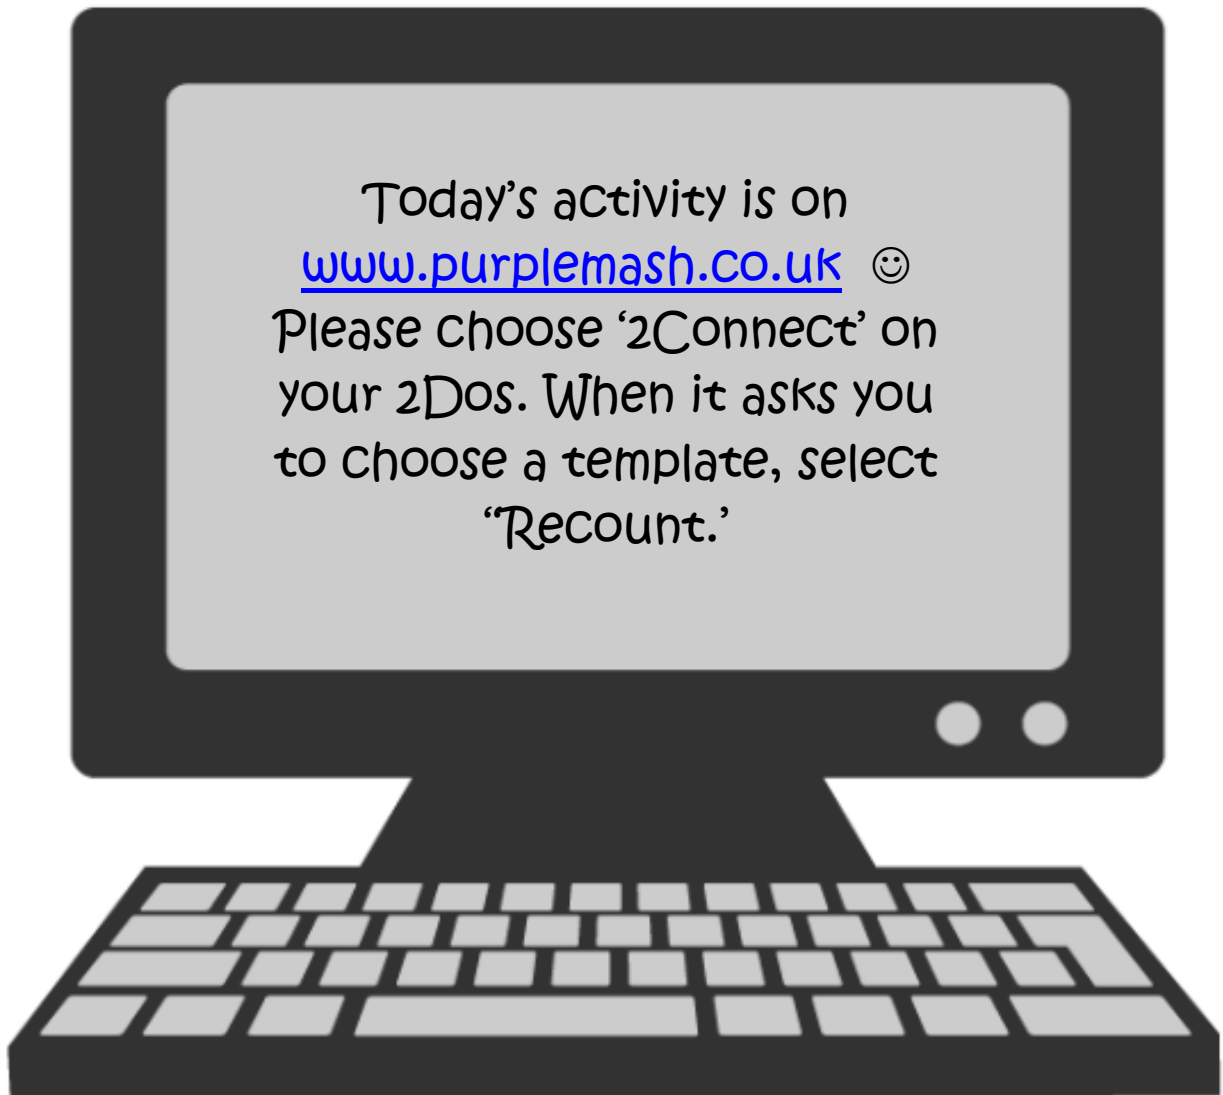 Today’s activity is on
www.purplemash.co.uk ☺
Please choose ‘2Connect’ on
your 2Dos. When it asks you
to choose a template, select
“Recount.’